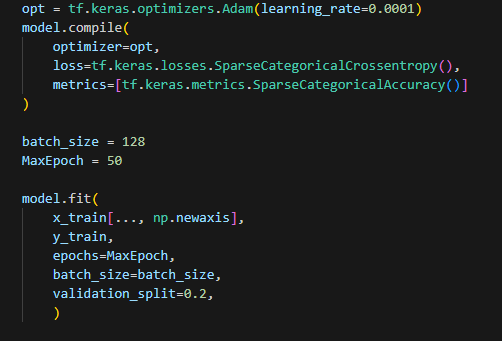 opt = tf.keras.optimizers.Adam(learning_rate=0.0001)
model.compile(
    optimizer=opt,
    loss=tf.keras.losses.SparseCategoricalCrossentropy(),
    metrics=[tf.keras.metrics.SparseCategoricalAccuracy()]
)

batch_size = 128
MaxEpoch = 50

model.fit(
    x_train[..., np.newaxis],
    y_train,
    epochs=MaxEpoch,
    batch_size=batch_size,
    validation_split=0.2,
    )